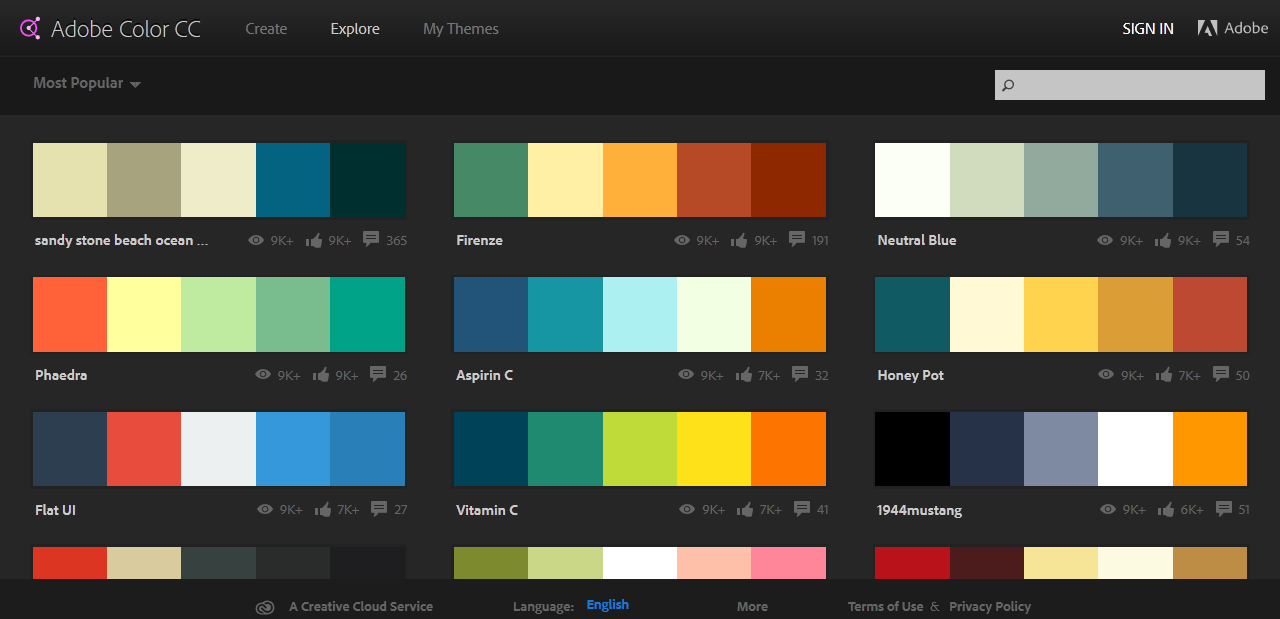 Adobe Color CC Create Explore My Themes SIGN IN Adobe
Most Popular
sandy stone beach ocean ... 9K+ 9K+ 365 Firenze 9K+ 9K+ 191 Neutral Blue 9K+ 9K+ 54
Phaedra 9K+ 9K+ 26 Aspirin C 9K+ 7K+ 32 Honey Pot 9K+ 7K+ 50
Flat UI 9K+ 7K+ 27 Vitamin C 9K+ 7K+ 41 1944mustang 9K+ 6K+ 51
A Creative Cloud Service Language: English More Terms of Use & Privacy Policy